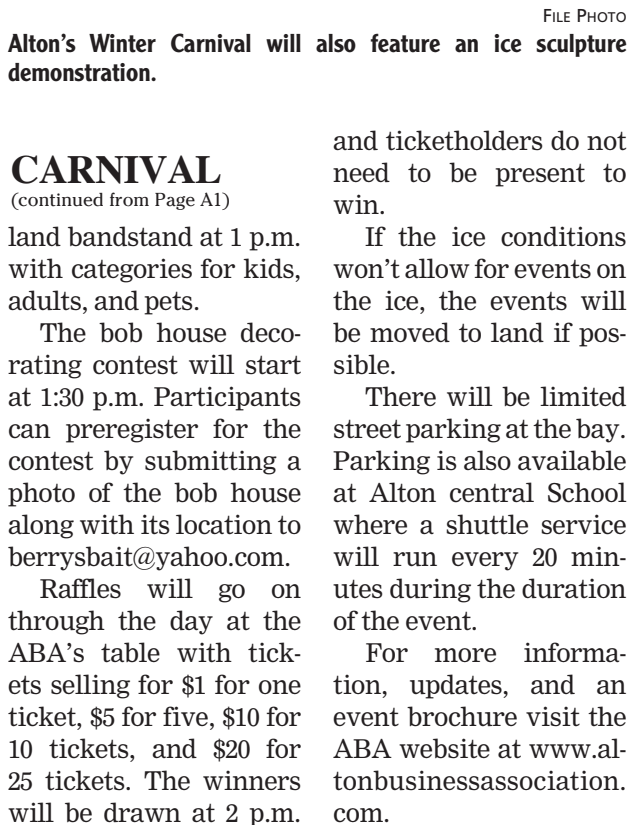 FILE PHOTO
Alton's Winter Carnival will also feature an ice sculpture
demonstration.
CARNIVAL
(continued from Page A1)
land bandstand at 1 p.m.
with categories for kids,
adults, and pets.
The bob house deco-
rating contest will start
at 1:30 p.m. Participants
can preregister for the
contest by submitting a
photo of the bob house
along with its location to
berrysbait@yahoo.com.
Raffles will go on
through the day at the
ABA's table with tick-
ets selling for $1 for one
ticket, $5 for five, $10 for
10 tickets, and $20 for
25 tickets. The winners
will be drawn at 2 p.m.
and ticketholders do not
need to be present to
win.
If the ice conditions
won't allow for events on
the ice, the events will
be moved to land if pos-
sible.
There will be limited
street parking at the bay.
Parking is also available
at Alton central School
where a shuttle service
will run every 20 min-
utes during the duration
of the event.
For more informa-
tion, updates, and an
event brochure visit the
ABA website at www.al-
tonbusinessassociation.
com.